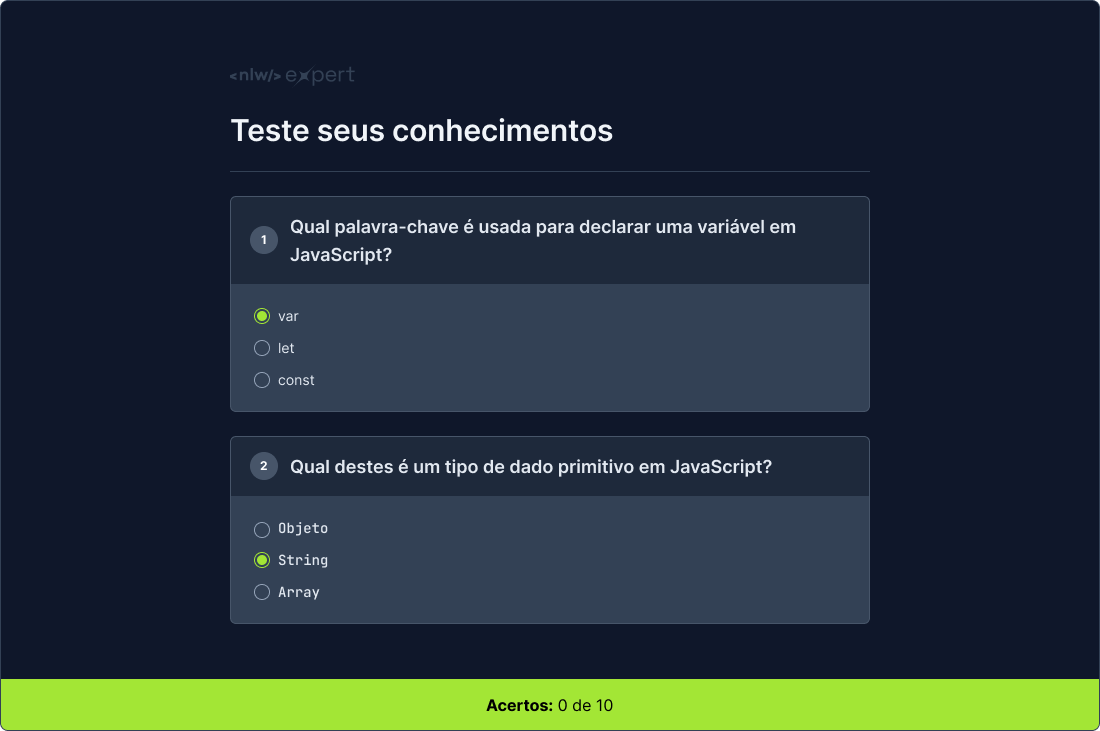 <nlw/> expert
Teste seus conhecimentos
1
Qual palavra-chave é usada para declarar uma variável em
JavaScript?
var
let
const
2
Qual destes é um tipo de dado primitivo em JavaScript?
Objeto
String
Array
Acertos: 0 de 10